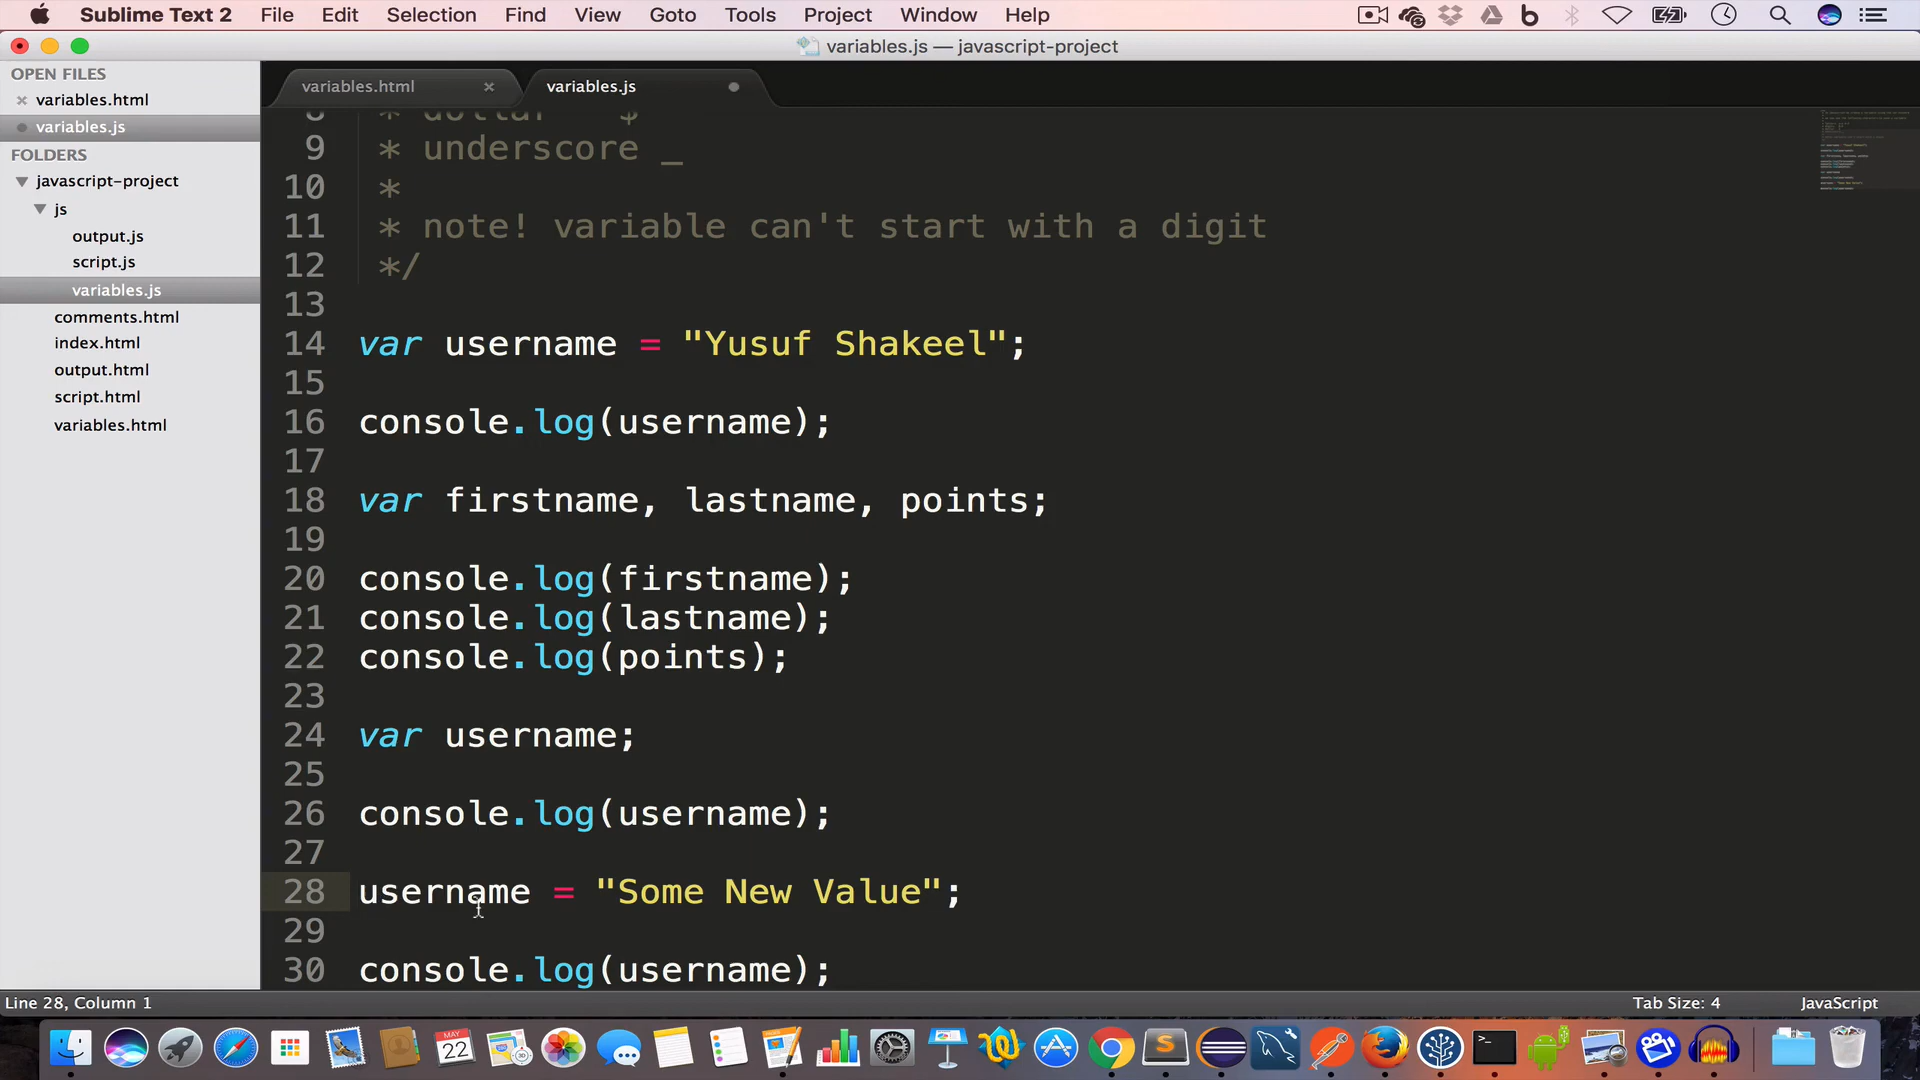 Sublime Text 2 File Edit Selection Find View Goto Tools Project Window Help
variables.js — javascript-project
OPEN FILES
variables.html
variables.js
FOLDERS
javascript-project
js
output.js
script.js
variables.js
comments.html
index.html
output.html
script.html
variables.html
variables.html
variables.js
8 * dollar $
9 * underscore _
10 *
11 * note! variable can't start with a digit
12 */
13
14 var username = "Yusuf Shakeel";
15
16 console.log(username);
17
18 var firstname, lastname, points;
19
20 console.log(firstname);
21 console.log(lastname);
22 console.log(points);
23
24 var username;
25
26 console.log(username);
27
28 username = "Some New Value";
29
30 console.log(username);
Line 28, Column 1
Tab Size: 4
JavaScript
MAY
22